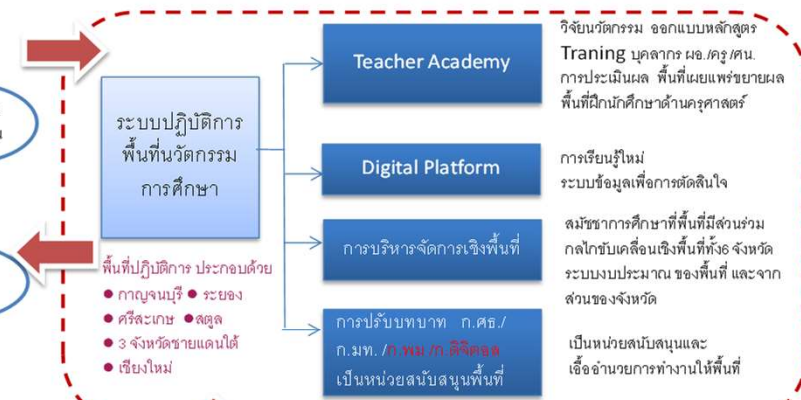 ระบบปฏิบัติการ
พื้นที่นวัตกรรม
การศึกษา
พื้นที่ปฏิบัติการ ประกอบด้วย
● กาญจนบุรี ● ระยอง
● ศรีสะเกษ ●สตูล
● 3 จังหวัดชายแดนใต้
● เชียงใหม่
Teacher Academy
วิจัยนวัตกรรม ออกแบบหลักสูตร
Traning บุคลากร ผอ./ครู/ศน.
การประเมินผล พื้นที่เผยแพร่ขยายผล
พื้นที่ฝึกนักศึกษาด้านครุศาสตร์
Digital Platform
การเรียนรู้ใหม่
ระบบข้อมูลเพื่อการตัดสินใจ
การบริหารจัดการเชิงพื้นที่
สมัชชาการศึกษาที่พื้นที่มีส่วนร่วม
กลไกขับเคลื่อนเชิงพื้นที่ทั้ง6 จังหวัด
ระบบงบประมาณ ของพื้นที่ และจาก
ส่วนของจังหวัด
การปรับบทบาท ก.ศธ./
ก.มท. /ก.พม /ก.ดิจิตอล
เป็นหน่วยสนับสนุนพื้นที่
เป็นหน่วยสนับสนุนและ
เอื้ออำนวยการทำงานให้พื้นที่